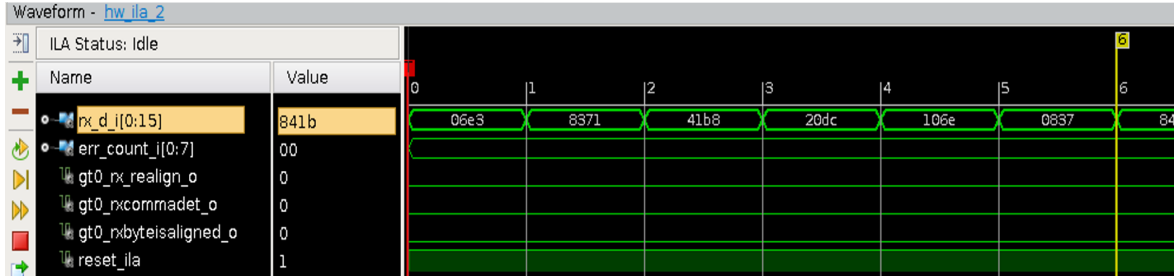 Waveform - hw_ila_2
ILA Status: Idle
6
Name Value
0 1 2 3 4 5 6
rx_d_i[0:15] 841b 06e3 8371 41b8 20dc 106e 0837 84
err_count_i[0:7] 00
gt0_rx_realign_o 0
gt0_rxcommadet_o 0
gt0_rxbyteisaligned_o 0
reset_ila 1